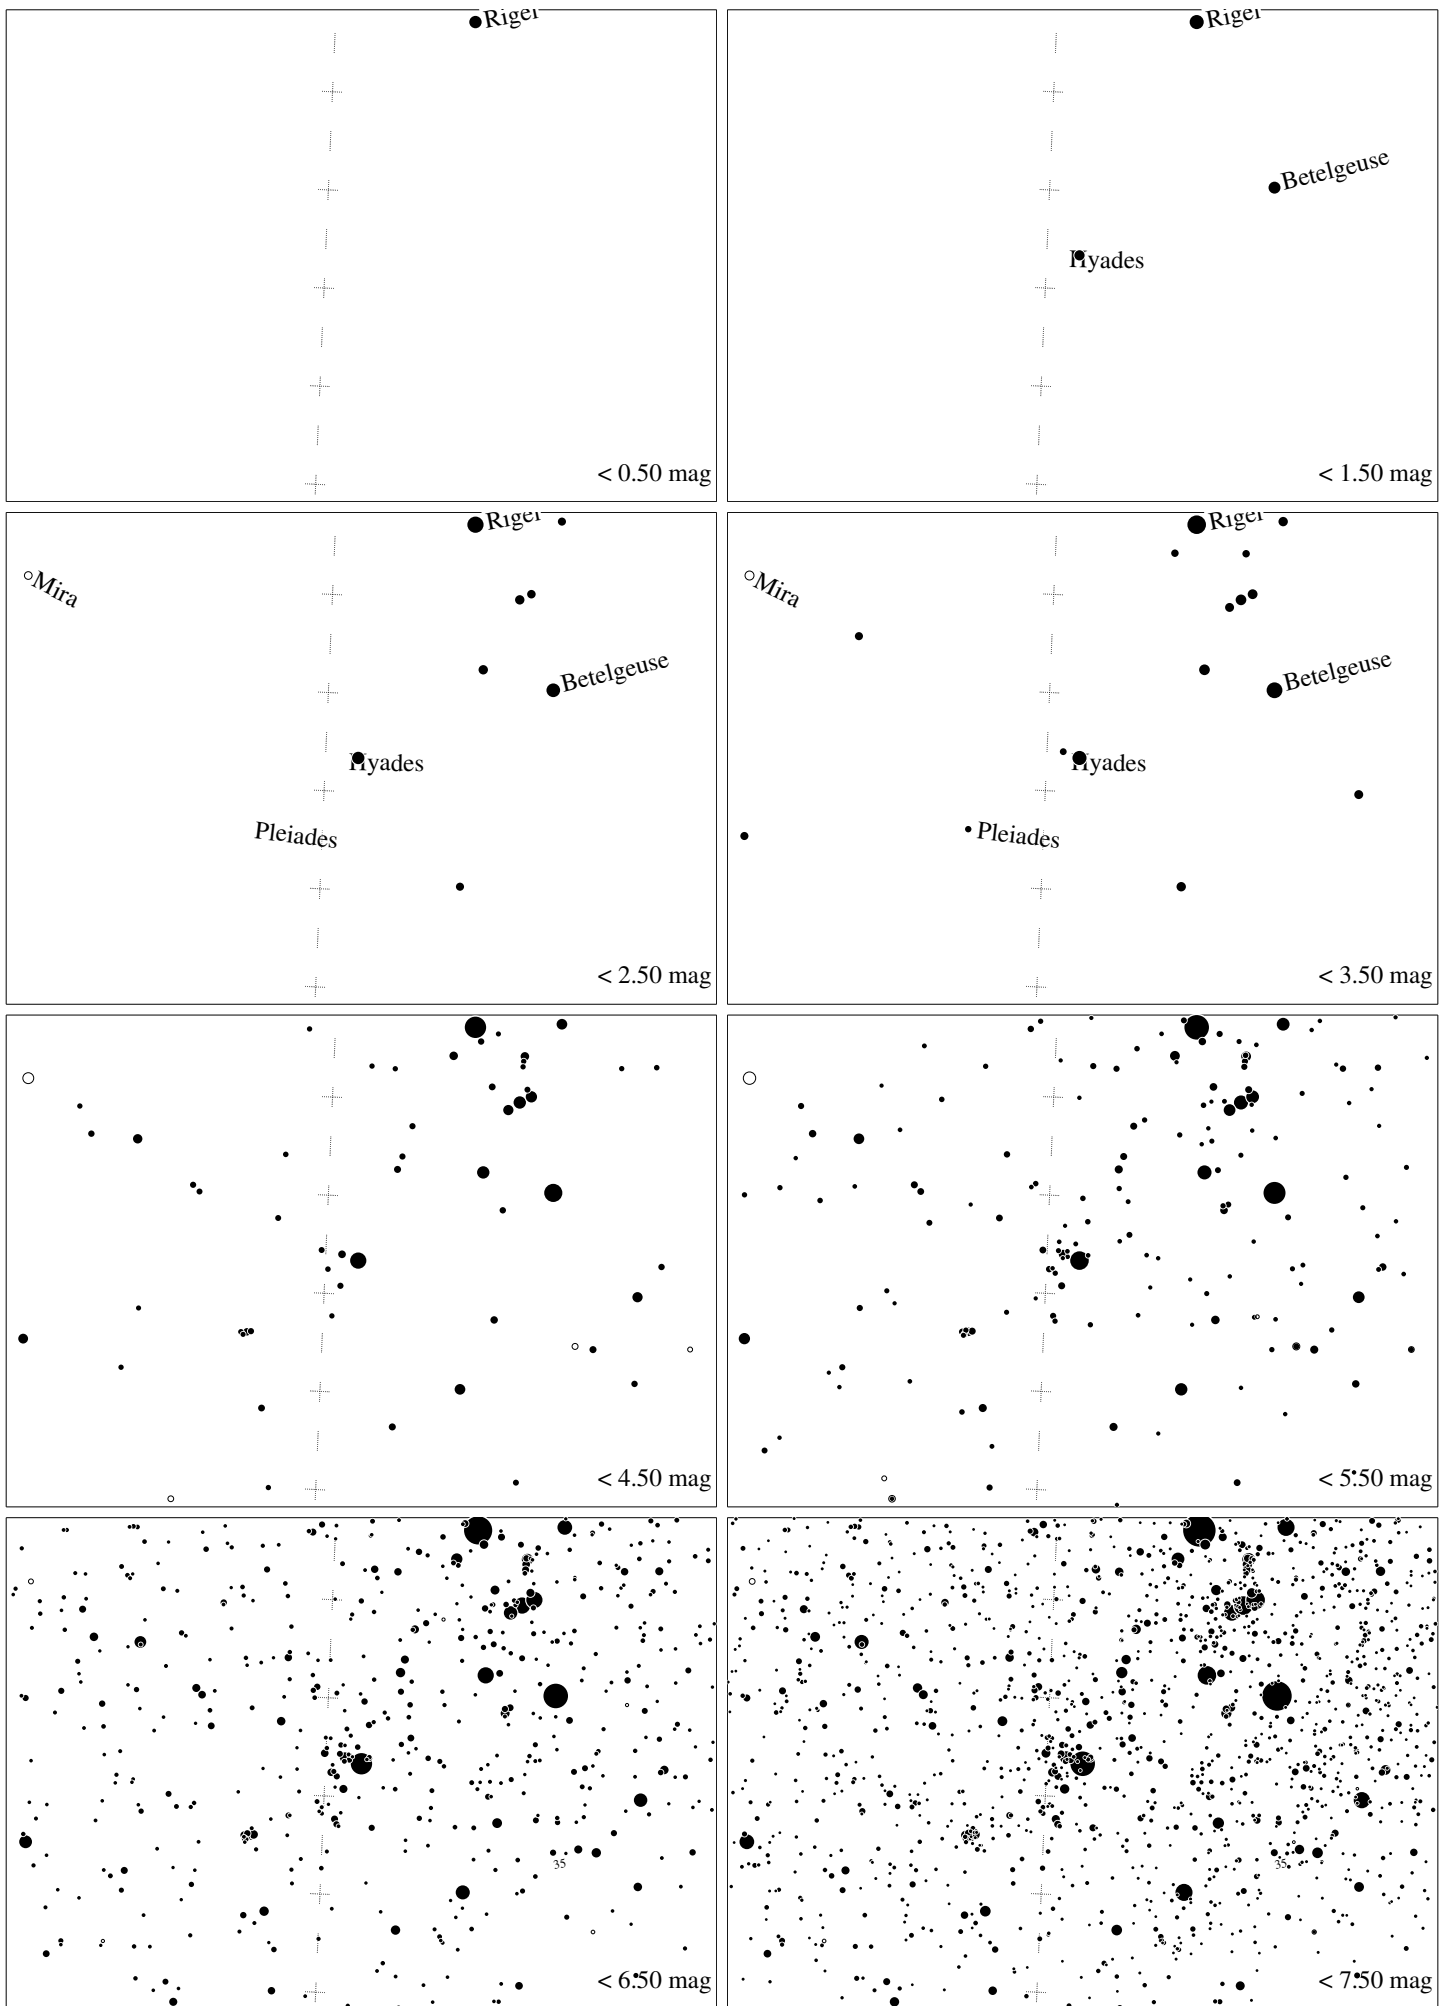 Rigel
< 0.50 mag
Rigel
Betelgeuse
Hyades
< 1.50 mag
Rigel
Mira
Betelgeuse
Hyades
Pleiades
< 2.50 mag
Rigel
Mira
Betelgeuse
Hyades
Pleiades
< 3.50 mag
< 4.50 mag
< 5.50 mag
35
< 6.50 mag
35
< 7.50 mag